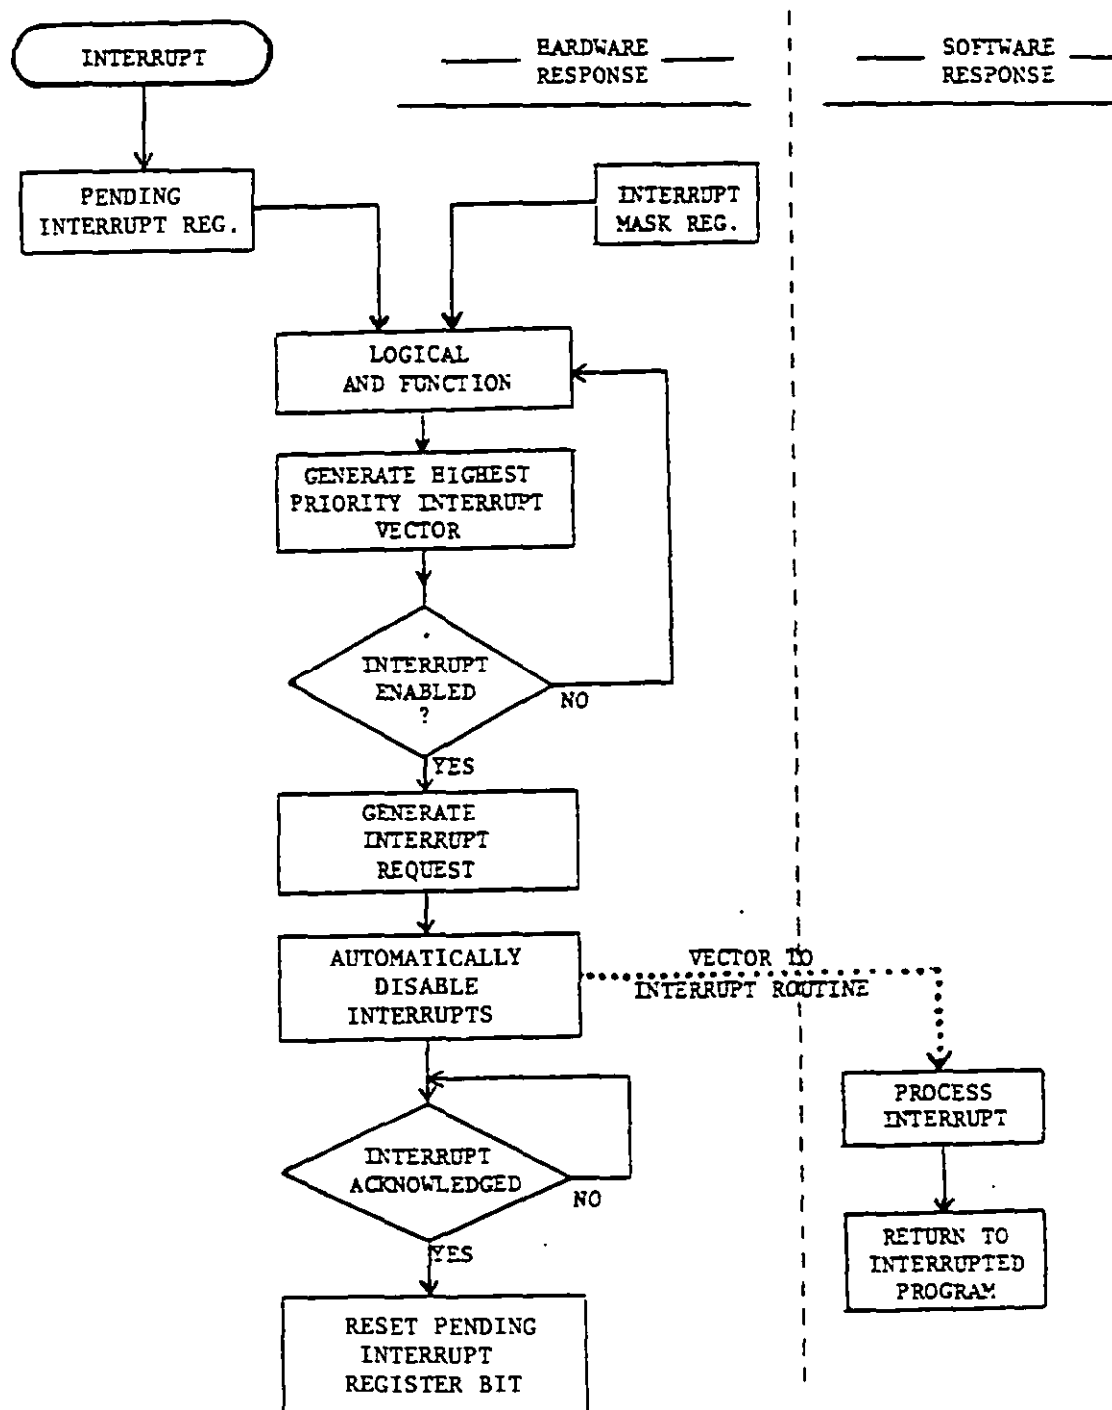 INTERRUPT
HARDWARE
RESPONSE
SOFTWARE
RESPONSE
PENDING
INTERRUPT REG.
INTERRUPT
MASK REG.
LOGICAL
AND FUNCTION
GENERATE HIGHEST
PRIORITY INTERRUPT
VECTOR
INTERRUPT
ENABLED
?
NO
YES
GENERATE
INTERRUPT
REQUEST
AUTOMATICALLY
DISABLE
INTERRUPTS
VECTOR TO
INTERRUPT ROUTINE
PROCESS
INTERRUPT
INTERRUPT
ACKNOWLEDGED
NO
YES
RETURN TO
INTERRUPTED
PROGRAM
RESET PENDING
INTERRUPT
REGISTER BIT